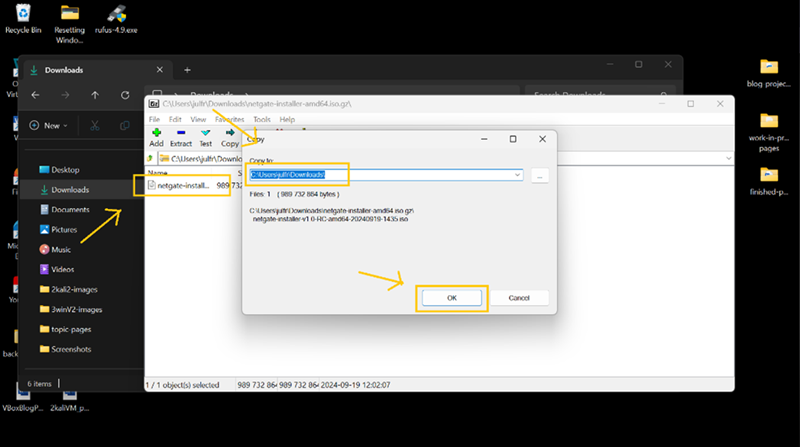 Recycle Bin
Resetting
Windo...
rufus-4.9.exe
Downloads
Downloads
Search Downloads
New
Desktop
Downloads
Documents
Pictures
Music
Videos
2kali2-images
3winV2-images
topic-pages
Screenshots
6 items
C:\Users\julfr\Downloads\netgate-installer-amd64.iso.gz\
File Edit View Favorites Tools Help
Add Extract Test Copy
C:\Users\julfr\Downlo
Name
netgate-install... 989 732
1 / 1 object(s) selected 989 732 864 989 732 864 2024-09-19 12:02:07
Copy
Copy to:
C:\Users\julfr\Downloads\
...
Files: 1 ( 989 732 864 bytes )
C:\Users\julfr\Downloads\netgate-installer-amd64.iso.gz\
netgate-installer-v1.0-RC-amd64-20240919-1435.iso
OK
Cancel
blog-projec...
work-in-pr...
pages
finished-p...
VBoxBlogP...
2kaliVM_p...